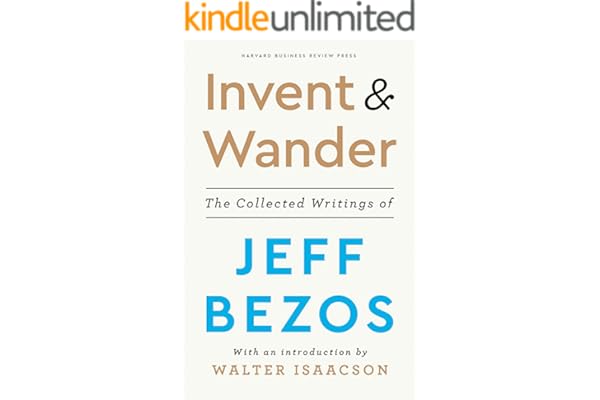 kindleunlimited
HARVARD BUSINESS REVIEW PRESS
Invent &
Wander
The Collected Writings of
JEFF
BEZOS
With an introduction by
WALTER ISAACSON